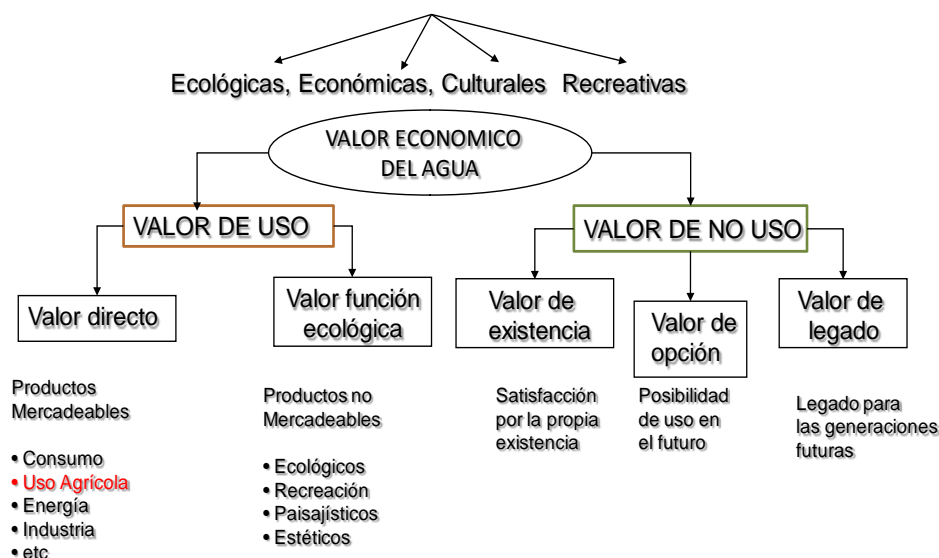 Ecológicas, Económicas, Culturales Recreativas
VALOR ECONOMICO
DEL AGUA
VALOR DE USO
VALOR DE NO USO
Valor directo
Valor función
ecológica
Valor de
existencia
Valor de
opción
Valor de
legado
Productos
Mercadeables
• Consumo
• Uso Agrícola
• Energía
• Industria
• etc
Productos no
Mercadeables
• Ecológicos
• Recreación
• Paisajísticos
• Estéticos
Satisfacción
por la propia
existencia
Posibilidad
de uso en
el futuro
Legado para
las generaciones
futuras